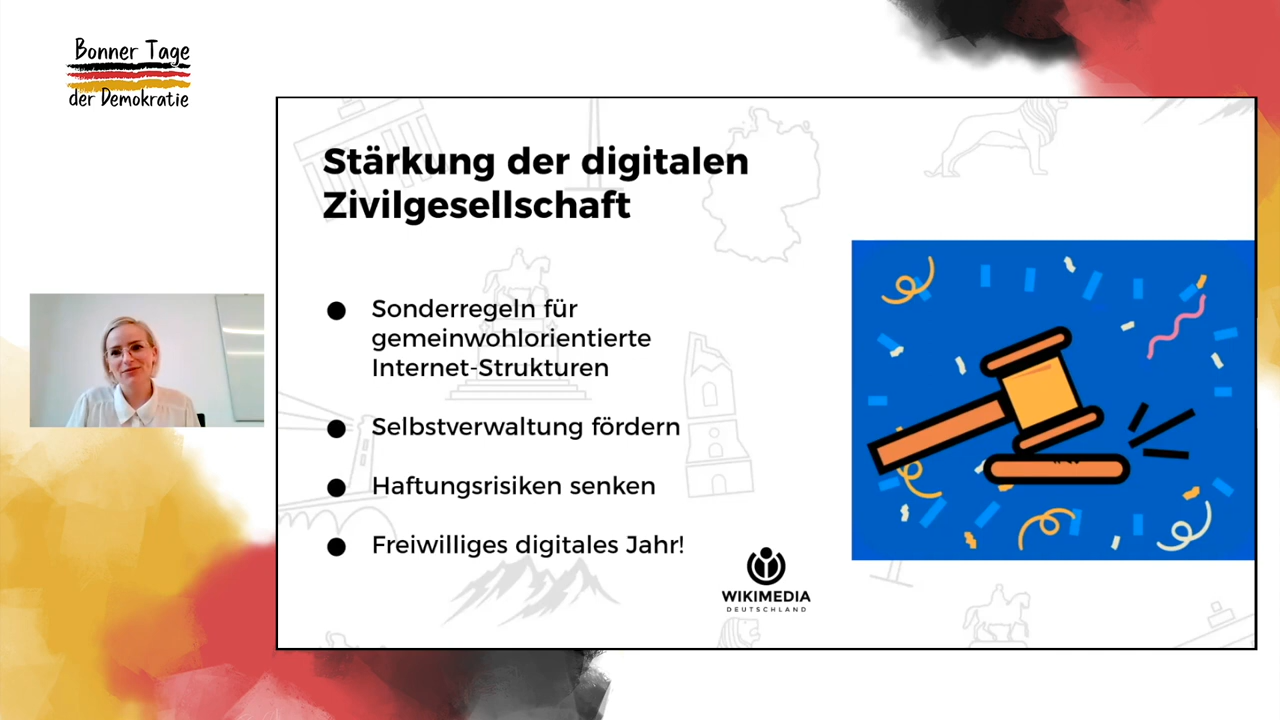 Bonner Tage
der Demokratie
Stärkung der digitalen
Zivilgesellschaft
● Sonderregeln für
gemeinwohlorientierte
Internet-Strukturen
● Selbstverwaltung fördern
● Haftungsrisiken senken
● Freiwilliges digitales Jahr!
WIKIMEDIA
DEUTSCHLAND